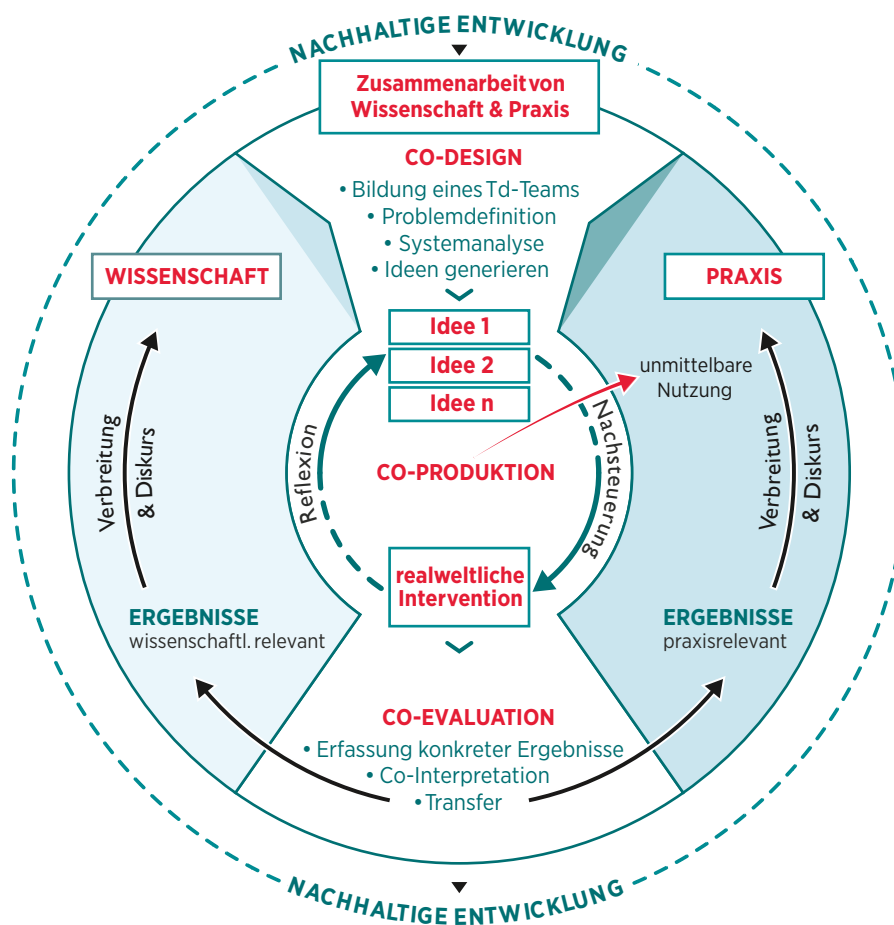 NACHHALTIGE ENTWICKLUNG
Zusammenarbeit von
Wissenschaft & Praxis
CO-DESIGN
• Bildung eines Td-Teams
• Problemdefinition
• Systemanalyse
• Ideen generieren
WISSENSCHAFT
PRAXIS
Idee 1
Idee 2
Idee n
unmittelbare
Nutzung
Verbreitung
& Diskurs
Reflexion
CO-PRODUKTION
Nachsteuerung
Verbreitung
& Diskurs
realweltliche
Intervention
ERGEBNISSE
wissenschaftl. relevant
ERGEBNISSE
praxisrelevant
CO-EVALUATION
• Erfassung konkreter Ergebnisse
• Co-Interpretation
• Transfer
NACHHALTIGE ENTWICKLUNG